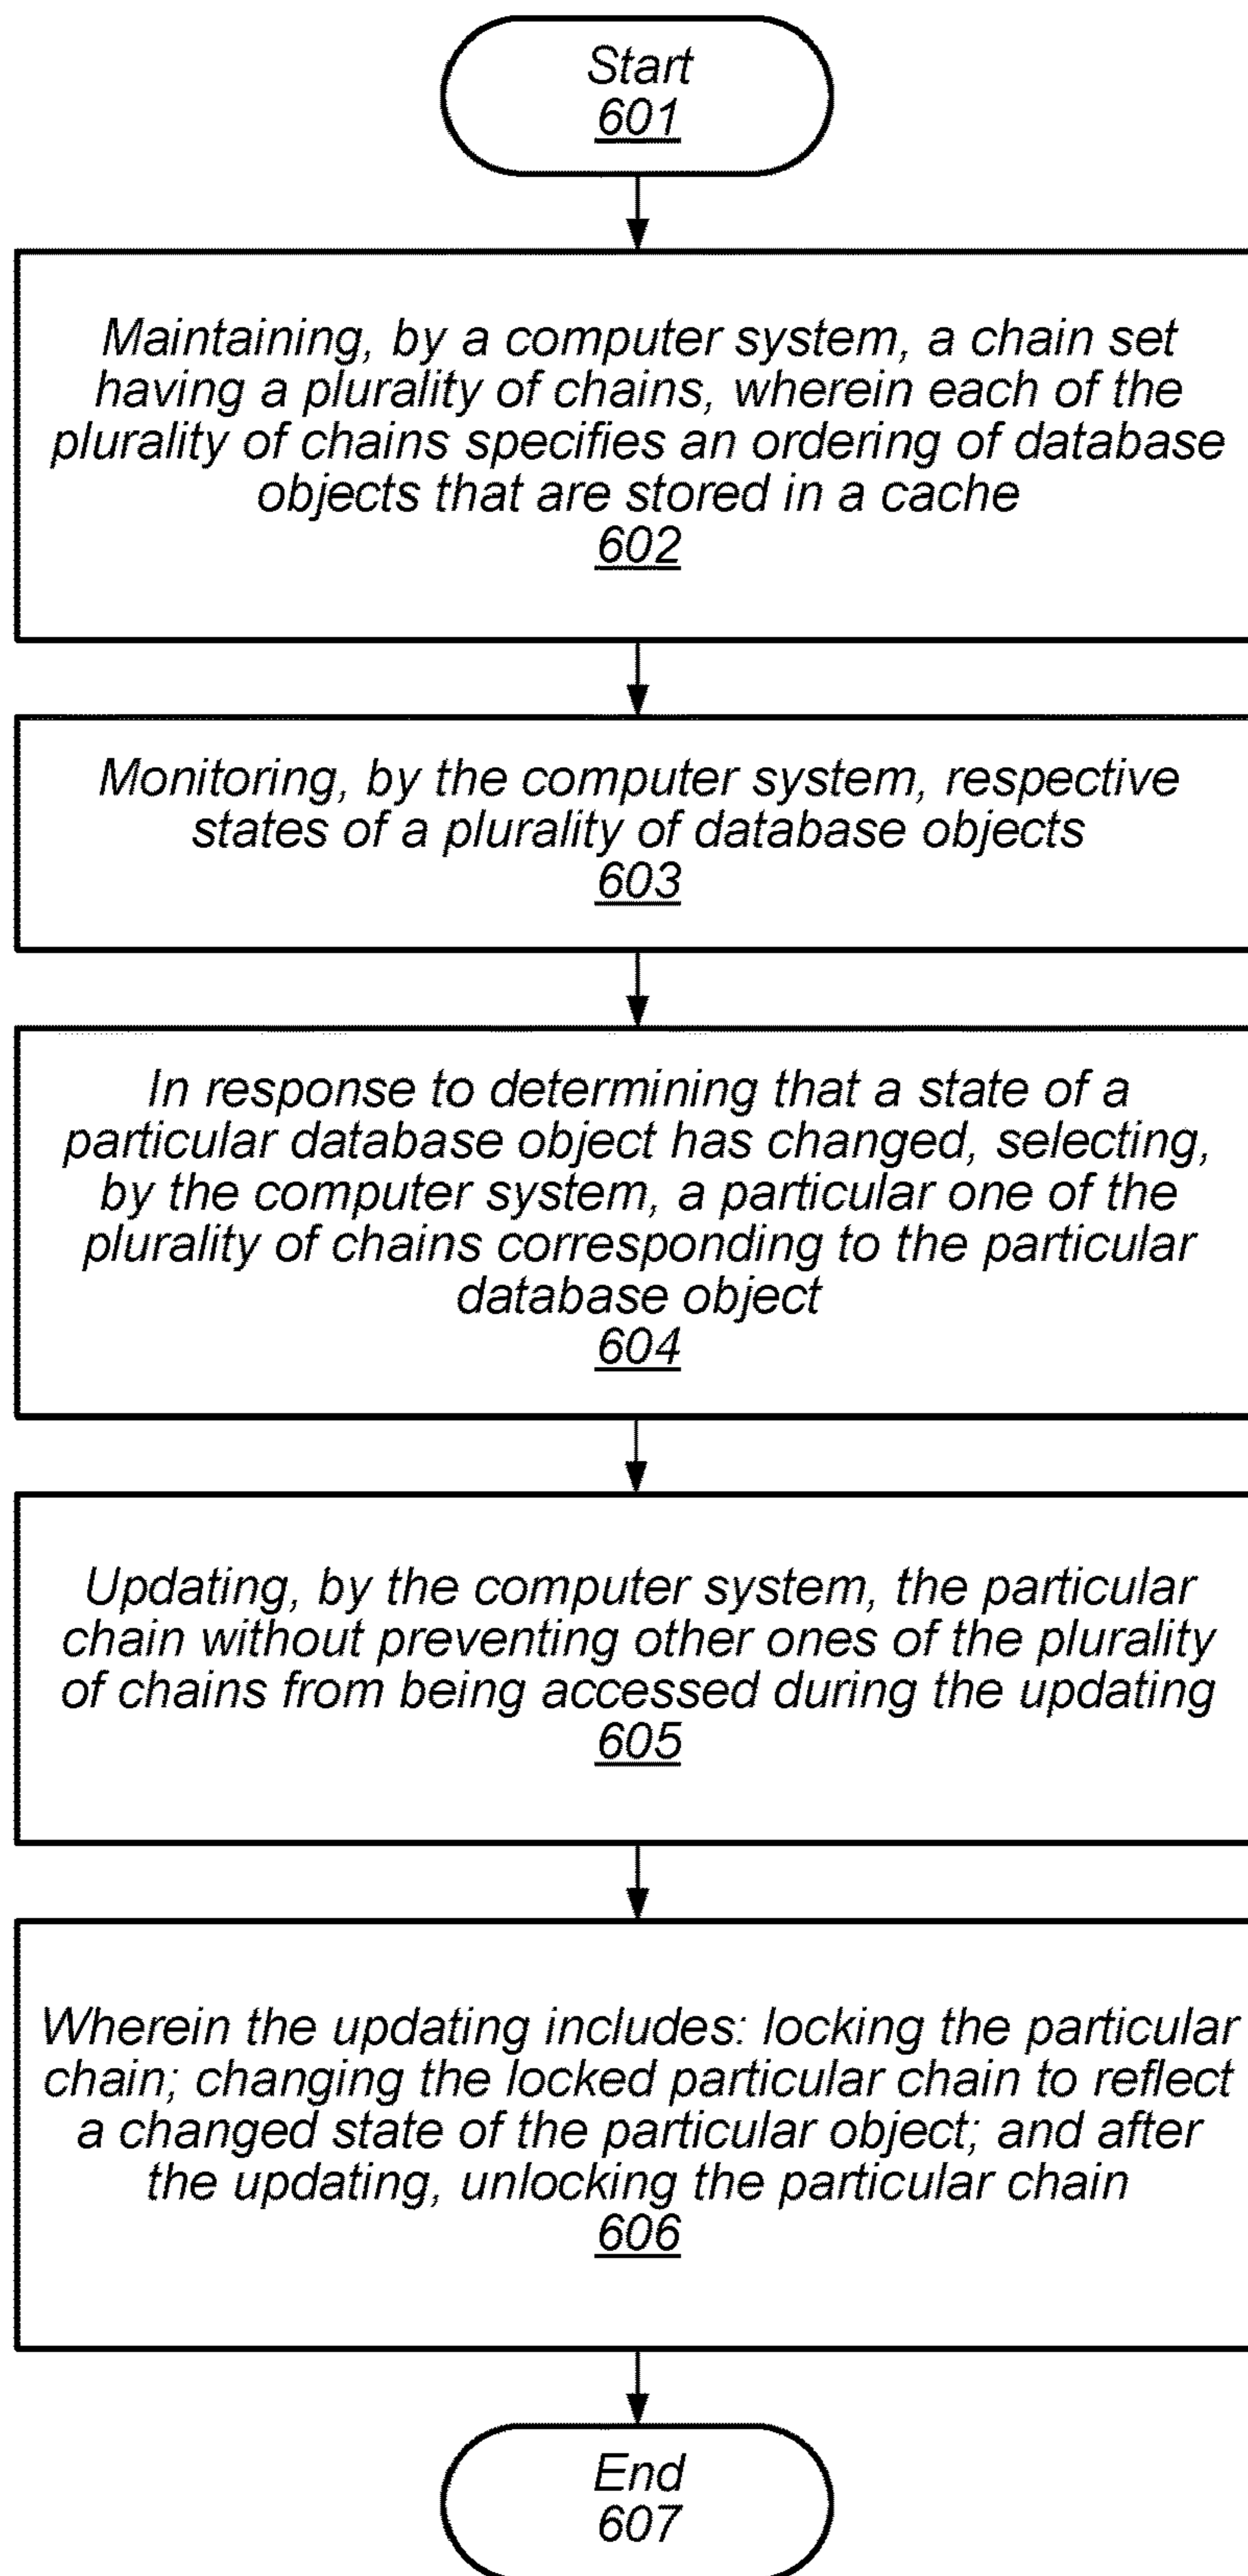 Start
601
Maintaining, by a computer system, a chain set
having a plurality of chains, wherein each of the
plurality of chains specifies an ordering of database
objects that are stored in a cache
602
Monitoring, by the computer system, respective
states of a plurality of database objects
603
In response to determining that a state of a
particular database object has changed, selecting,
by the computer system, a particular one of the
plurality of chains corresponding to the particular
database object
604
Updating, by the computer system, the particular
chain without preventing other ones of the plurality
of chains from being accessed during the updating
605
Wherein the updating includes: locking the particular
chain; changing the locked particular chain to reflect
a changed state of the particular object; and after
the updating, unlocking the particular chain
606
End
607